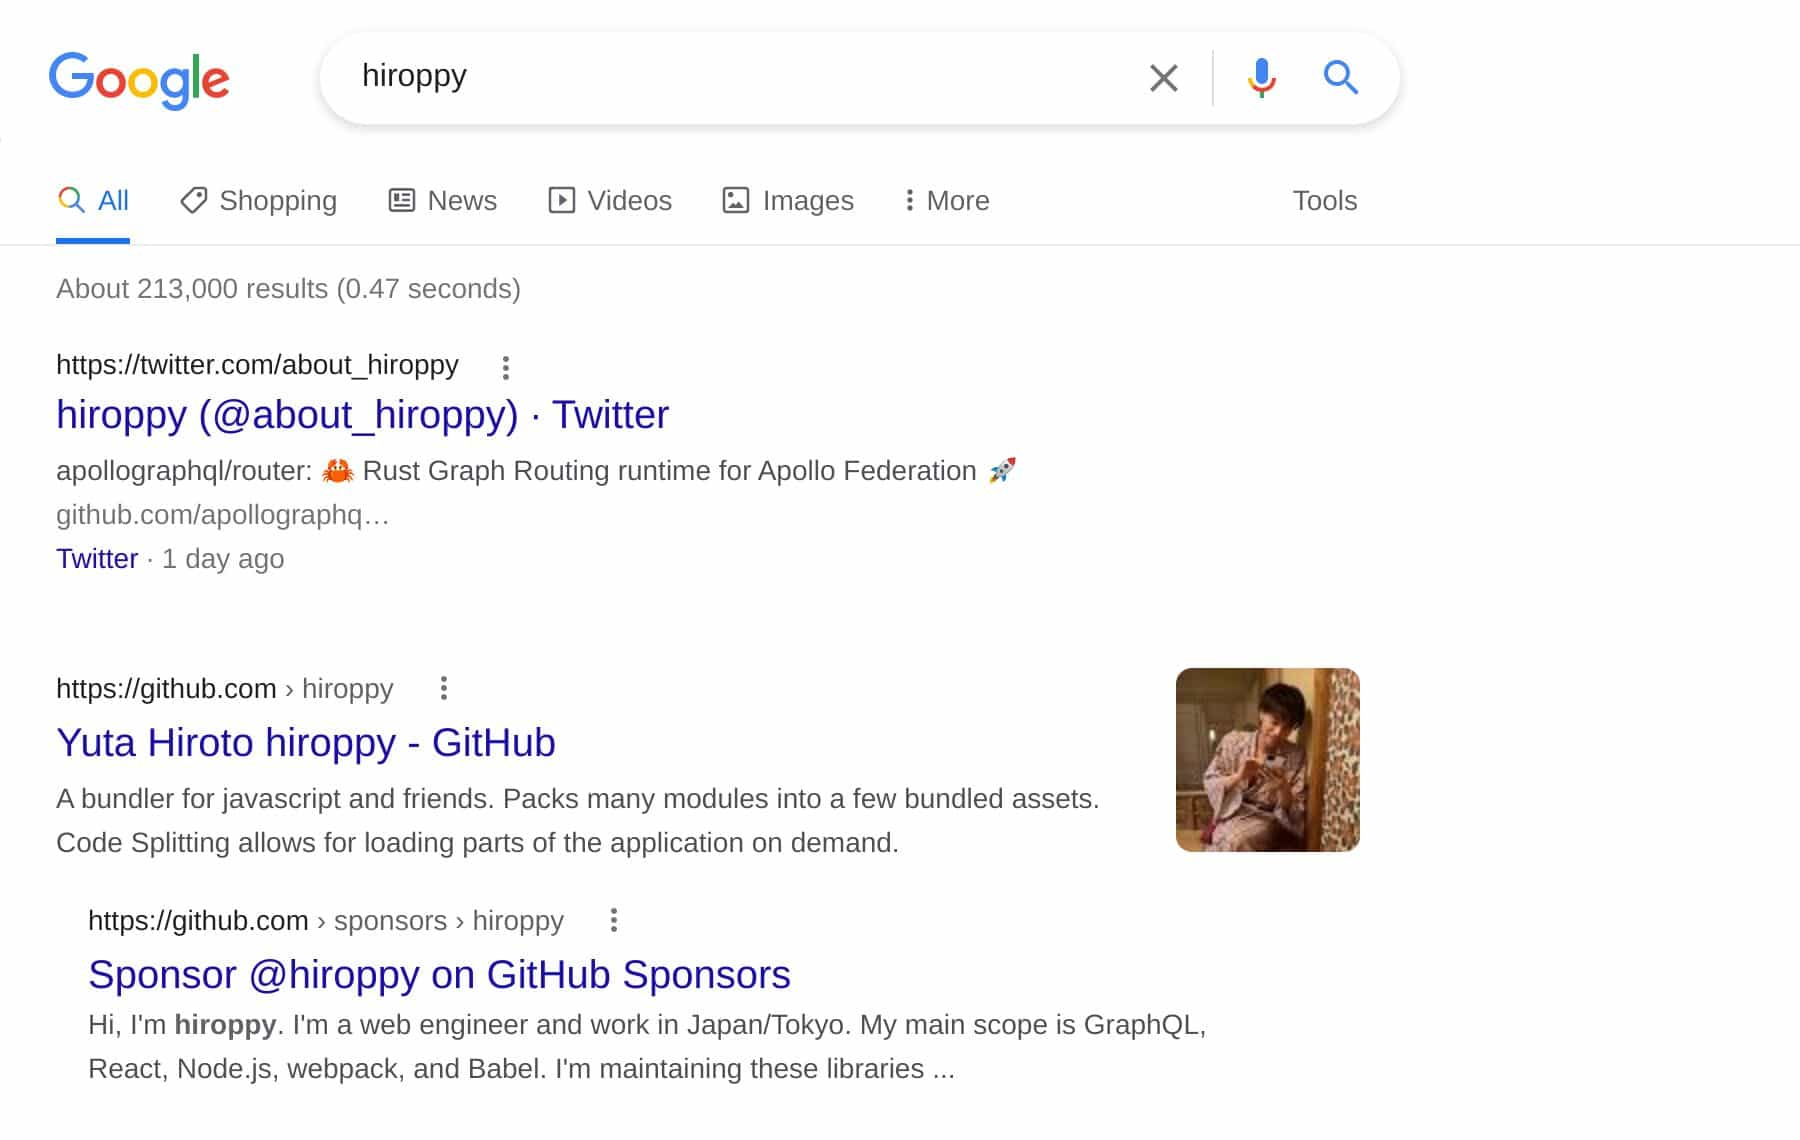 Google
hiroppy
All Shopping News Videos Images More Tools
About 213,000 results (0.47 seconds)
https://twitter.com/about_hiroppy
hiroppy (@about_hiroppy) · Twitter
apollographql/router: 🦀 Rust Graph Routing runtime for Apollo Federation 🚀
github.com/apollographq…
Twitter · 1 day ago
https://github.com › hiroppy
Yuta Hiroto hiroppy - GitHub
A bundler for javascript and friends. Packs many modules into a few bundled assets.
Code Splitting allows for loading parts of the application on demand.
https://github.com › sponsors › hiroppy
Sponsor @hiroppy on GitHub Sponsors
Hi, I'm hiroppy. I'm a web engineer and work in Japan/Tokyo. My main scope is GraphQL,
React, Node.js, webpack, and Babel. I'm maintaining these libraries ...